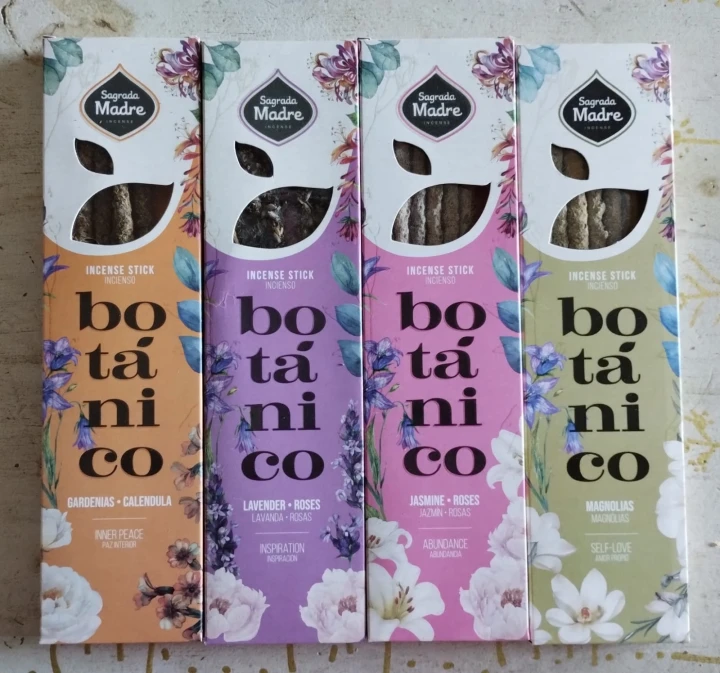 Sagrada
Madre
INCENSE
INCENSE STICK
INCIENSO
bo
tá
ni
co
GARDENIAS • CALENDULA
INNER PEACE
PAZ INTERIOR
Sagrada
Madre
INCENSE
INCENSE STICK
INCIENSO
bo
tá
ni
co
LAVENDER • ROSES
LAVANDA • ROSAS
INSPIRATION
INSPIRACIÓN
Sagrada
Madre
INCENSE
INCENSE STICK
INCIENSO
bo
tá
ni
co
JASMINE • ROSES
JAZMÍN • ROSAS
ABUNDANCE
ABUNDANCIA
Sagrada
Madre
INCENSE
INCENSE STICK
INCIENSO
bo
tá
ni
co
MAGNOLIAS
MAGNOLIAS
SELF-LOVE
AMOR PROPIO